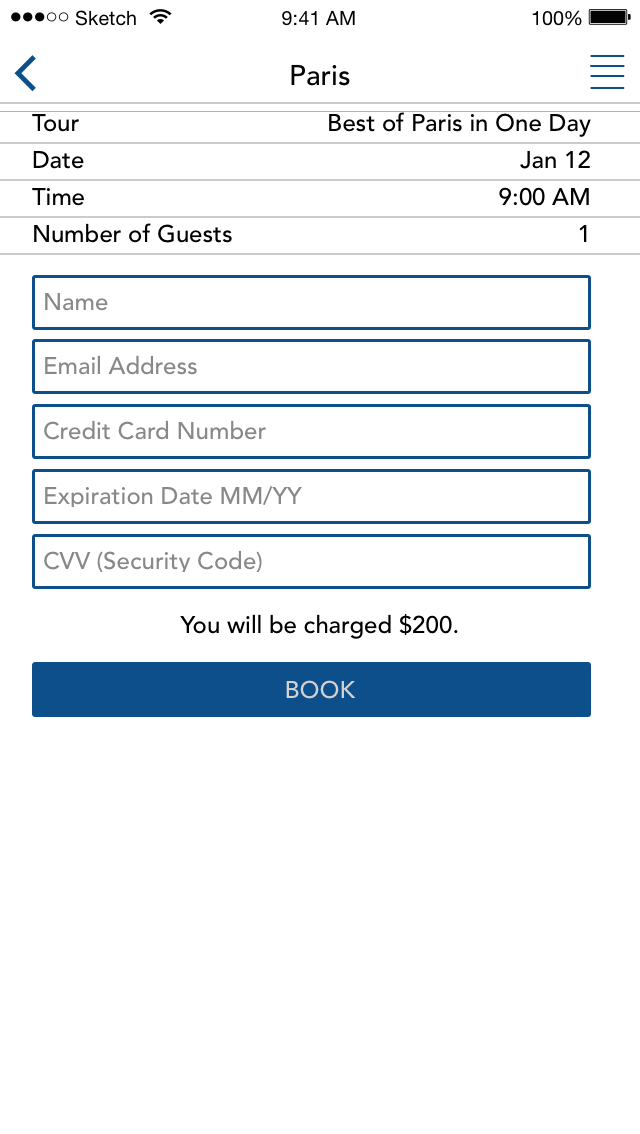 Sketch 9:41 AM 100%
Paris
Tour Best of Paris in One Day
Date Jan 12
Time 9:00 AM
Number of Guests 1
Name
Email Address
Credit Card Number
Expiration Date MM/YY
CVV (Security Code)
You will be charged $200.
BOOK